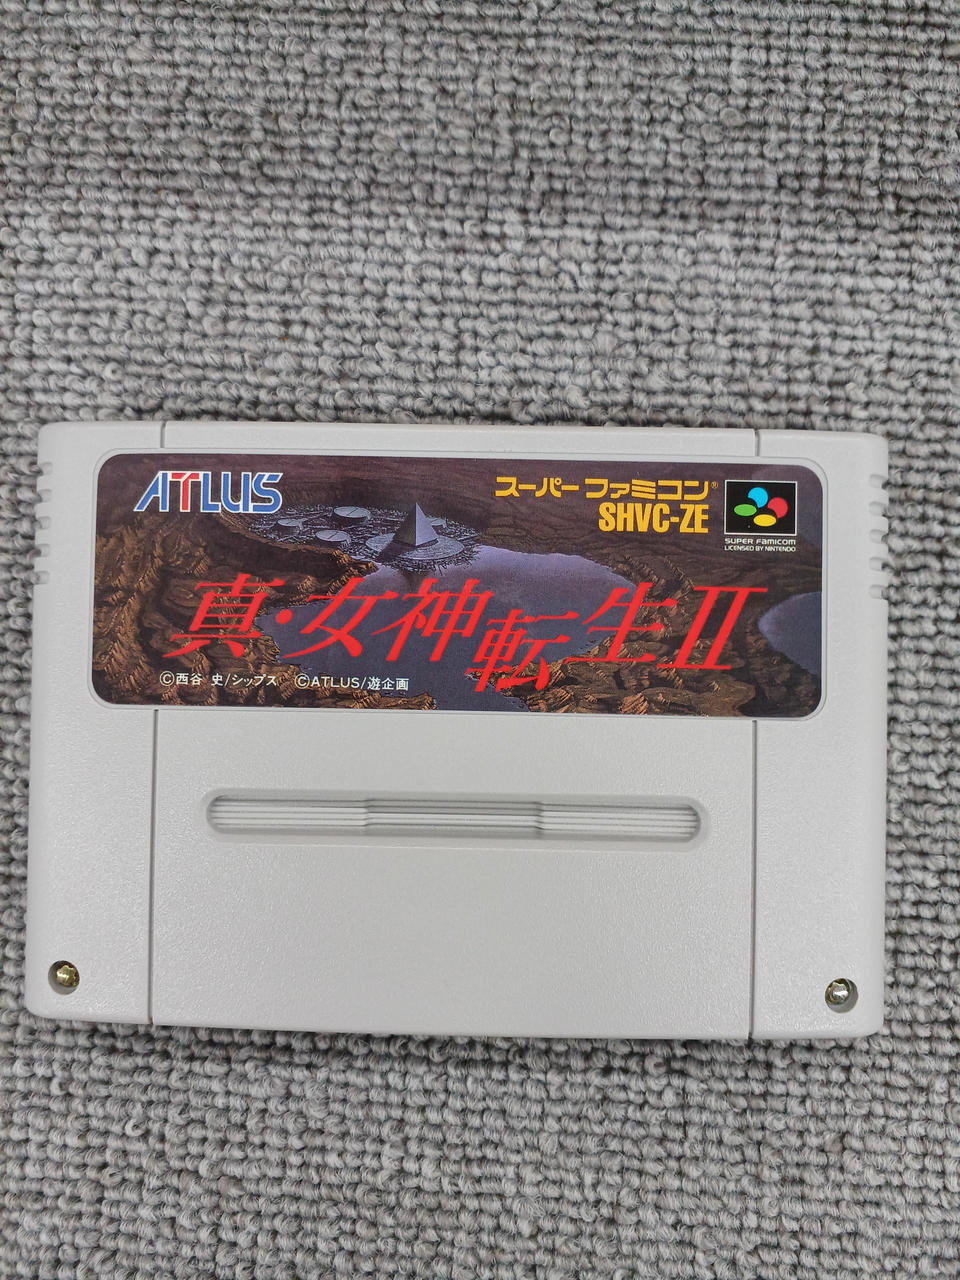 ATLUS
スーパーファミコン®
SHVC-ZE
SUPER FAMICOM
LICENSED BY NINTENDO
真・女神転生II
©西谷 史/シップス ©ATLUS/遊企画